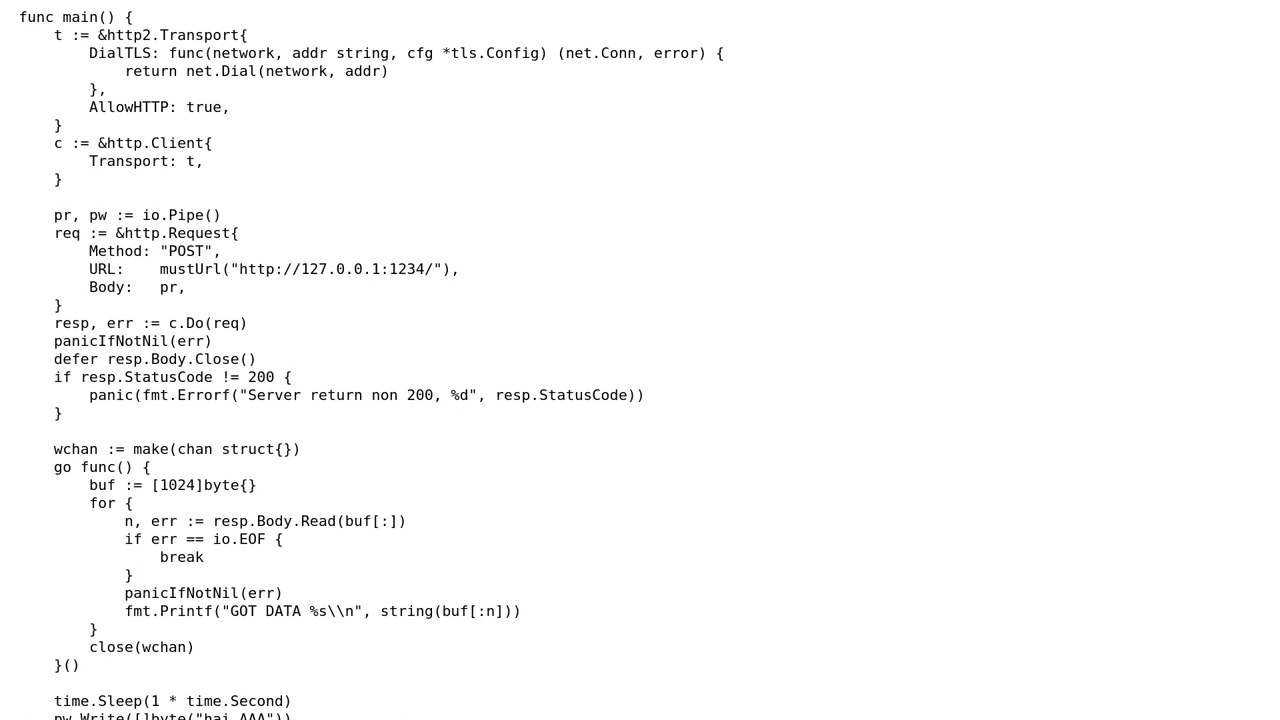 func main() {
    t := &http2.Transport{
        DialTLS: func(network, addr string, cfg *tls.Config) (net.Conn, error) {
            return net.Dial(network, addr)
        },
        AllowHTTP: true,
    }
    c := &http.Client{
        Transport: t,
    }

    pr, pw := io.Pipe()
    req := &http.Request{
        Method: "POST",
        URL:    mustUrl("http://127.0.0.1:1234/"),
        Body:   pr,
    }
    resp, err := c.Do(req)
    panicIfNotNil(err)
    defer resp.Body.Close()
    if resp.StatusCode != 200 {
        panic(fmt.Errorf("Server return non 200, %d", resp.StatusCode))
    }

    wchan := make(chan struct{})
    go func() {
        buf := [1024]byte{}
        for {
            n, err := resp.Body.Read(buf[:])
            if err == io.EOF {
                break
            }
            panicIfNotNil(err)
            fmt.Printf("GOT DATA %s\\n", string(buf[:n]))
        }
        close(wchan)
    }()

    time.Sleep(1 * time.Second)
    pw.Write([]byte("hai AAA"))